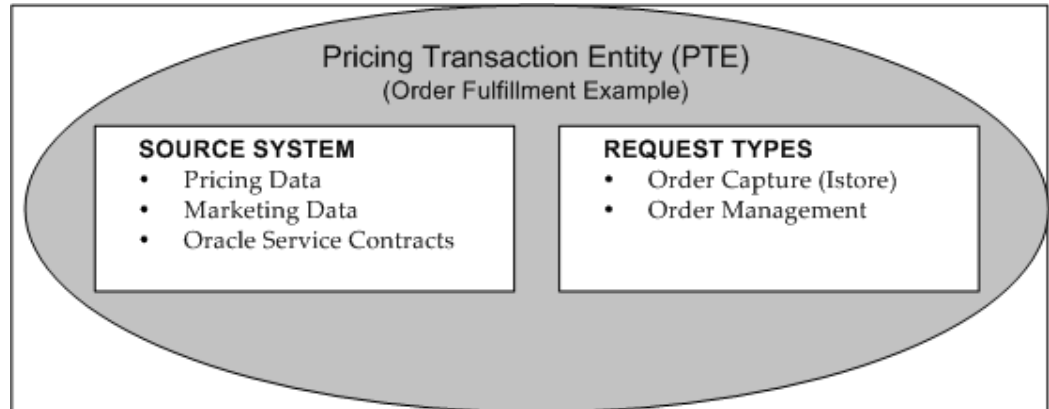 Pricing Transaction Entity (PTE)
(Order Fulfillment Example)
SOURCE SYSTEM
• Pricing Data
• Marketing Data
• Oracle Service Contracts
REQUEST TYPES
• Order Capture (Istore)
• Order Management